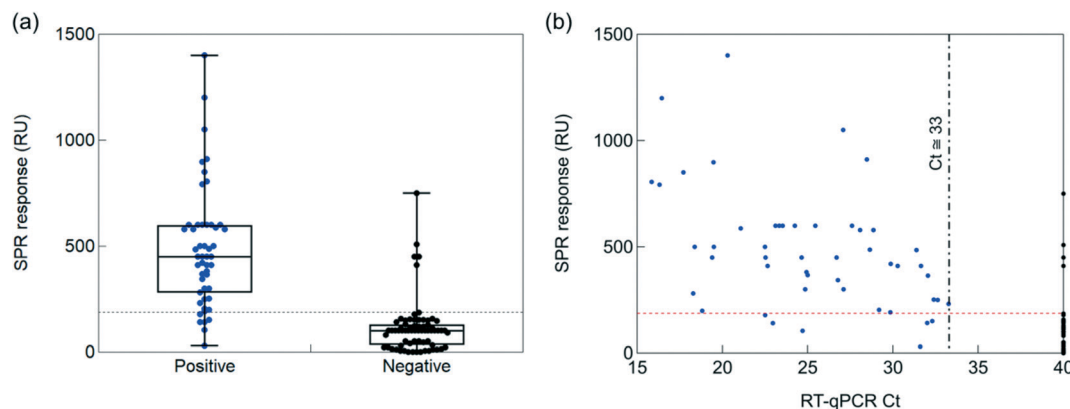 (a)
1500
1000
500
0
SPR response (RU)
Positive
Negative
(b)
1500
1000
500
0
SPR response (RU)
Ct ≅ 33
15
20
25
30
35
40
RT-qPCR Ct